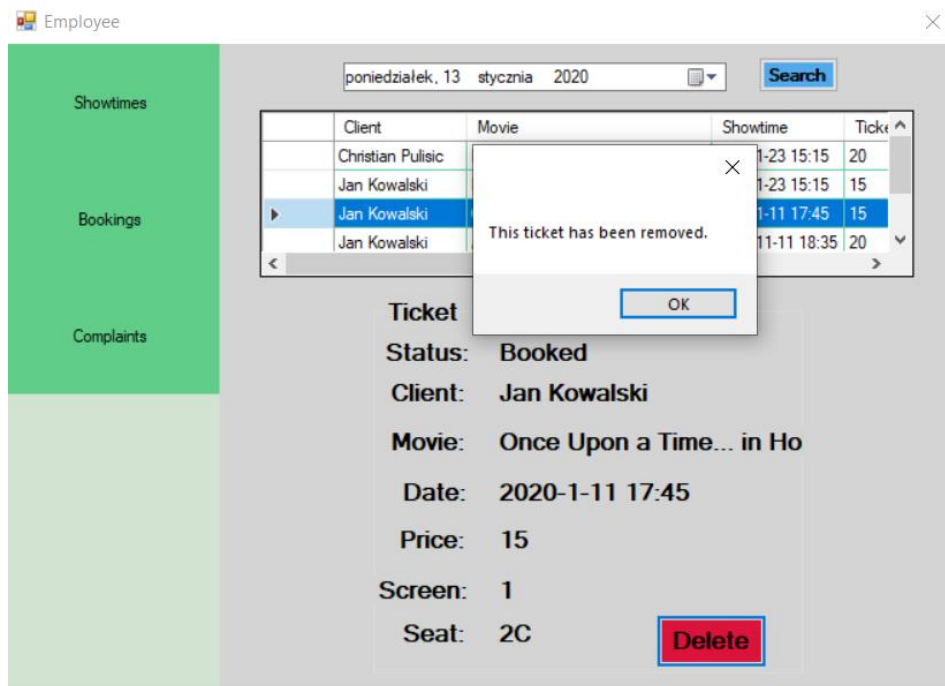 Employee
poniedziałek, 13 stycznia 2020
Search
Showtimes
Bookings
Complaints
Client Movie Showtime
Christian Pulisic 1-23 15:15 20
Jan Kowalski 1-23 15:15 15
Jan Kowalski 1-11 17:45 15
Jan Kowalski 11-11 18:35 20
This ticket has been removed.
OK
Ticket
Status: Booked
Client: Jan Kowalski
Movie: Once Upon a Time... in Ho
Date: 2020-1-11 17:45
Price: 15
Screen: 1
Seat: 2C
Delete